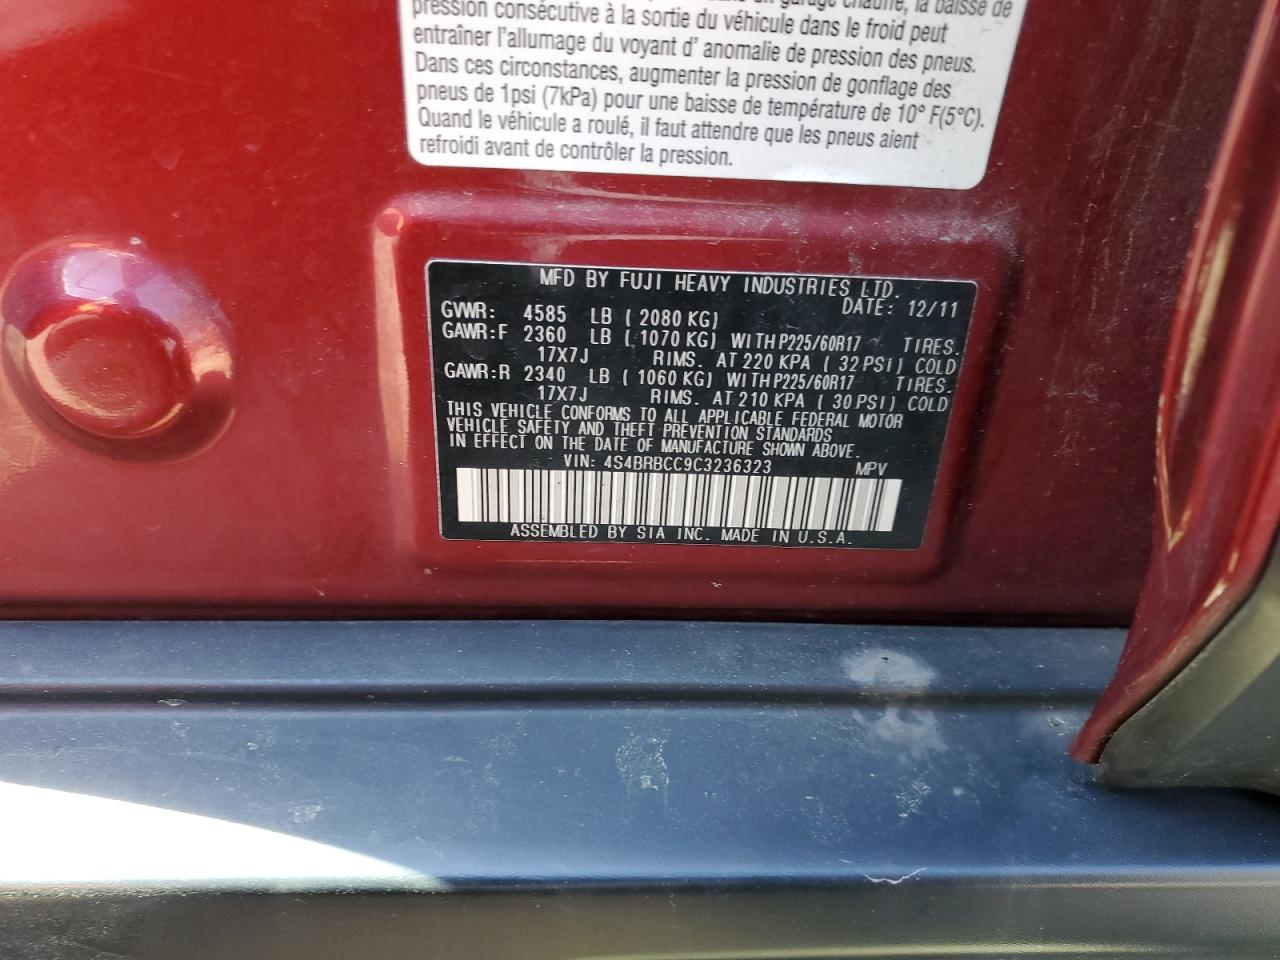 un garage chauffé, la baisse de
pression consécutive à la sortie du véhicule dans le froid peut
entraîner l'allumage du voyant d' anomalie de pression des pneus.
Dans ces circonstances, augmenter la pression de gonflage des
pneus de 1psi (7kPa) pour une baisse de température de 10° F(5°C).
Quand le véhicule a roulé, il faut attendre que les pneus aient
refroidi avant de contrôler la pression.
MFD BY FUJI HEAVY INDUSTRIES LTD.
DATE: 12/11
GVWR: 4585 LB ( 2080 KG)
GAWR:F 2360 LB ( 1070 KG) WITH P225/60R17 TIRES.
17X7J RIMS. AT 220 KPA ( 32 PSI) COLD
GAWR:R 2340 LB ( 1060 KG) WITH P225/60R17 TIRES.
17X7J RIMS. AT 210 KPA ( 30 PSI) COLD
THIS VEHICLE CONFORMS TO ALL APPLICABLE FEDERAL MOTOR
VEHICLE SAFETY AND THEFT PREVENTION STANDARDS
IN EFFECT ON THE DATE OF MANUFACTURE SHOWN ABOVE.
VIN: 4S4BRBCC9C3236323 MPV
ASSEMBLED BY SIA INC. MADE IN U.S.A.